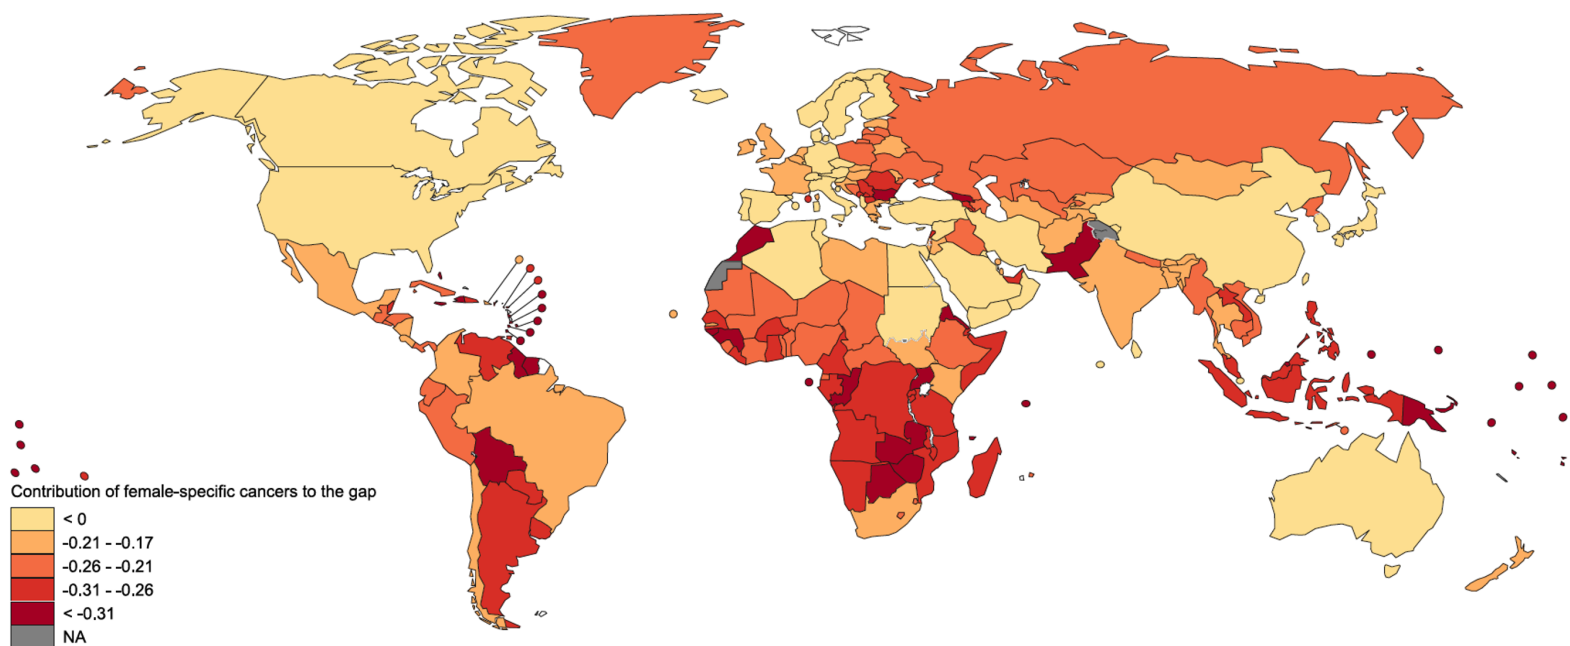 Contribution of female-specific cancers to the gap
< 0
-0.21 - -0.17
-0.26 - -0.21
-0.31 - -0.26
< -0.31
NA